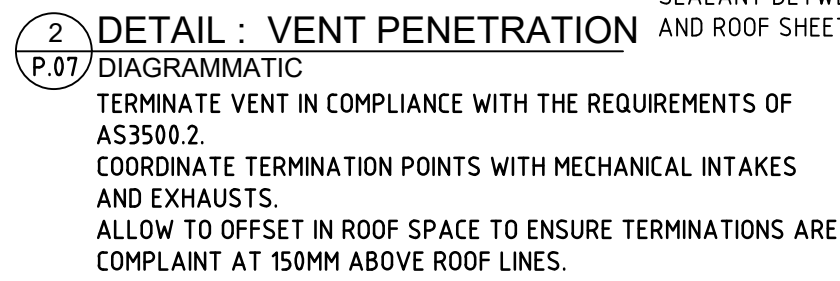 AND ROOF SHEET
2 DETAIL : VENT PENETRATION
P.07 DIAGRAMMATIC
TERMINATE VENT IN COMPLIANCE WITH THE REQUIREMENTS OF
AS3500.2.
COORDINATE TERMINATION POINTS WITH MECHANICAL INTAKES
AND EXHAUSTS.
ALLOW TO OFFSET IN ROOF SPACE TO ENSURE TERMINATIONS ARE
COMPLAINT AT 150MM ABOVE ROOF LINES.